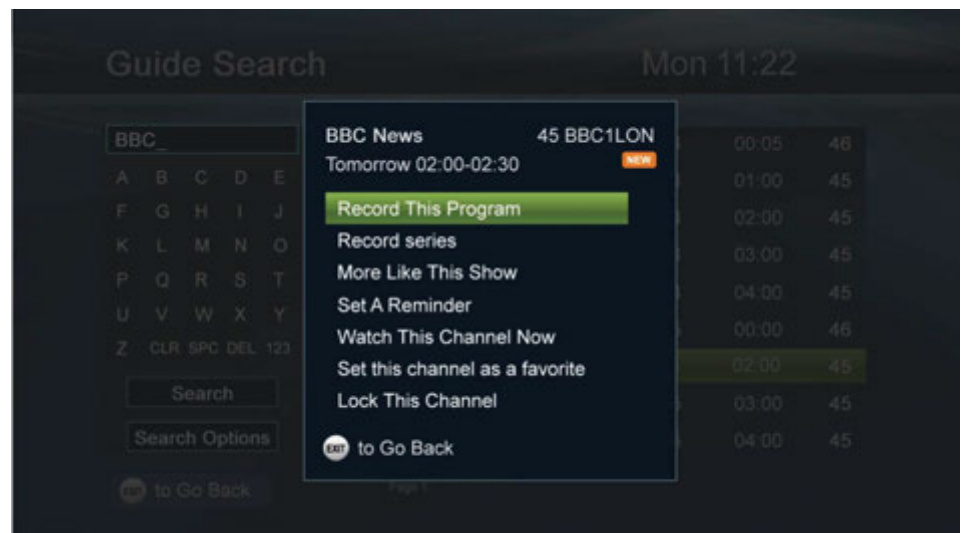 Guide Search Mon 11:22
BBC_
A B C D E
F G H I J
K L M N O
P Q R S T
U V W X Y
Z CLR SPC DEL 123
Search
Search Options
EXIT to Go Back
BBC News 45 BBC1LON
Tomorrow 02:00-02:30 NEW
Record This Program
Record series
More Like This Show
Set A Reminder
Watch This Channel Now
Set this channel as a favorite
Lock This Channel
EXIT to Go Back
00:05 46
01:00 45
02:00 45
03:00 45
04:00 45
00:00 46
02:00 45
03:00 45
04:00 45
Page 1